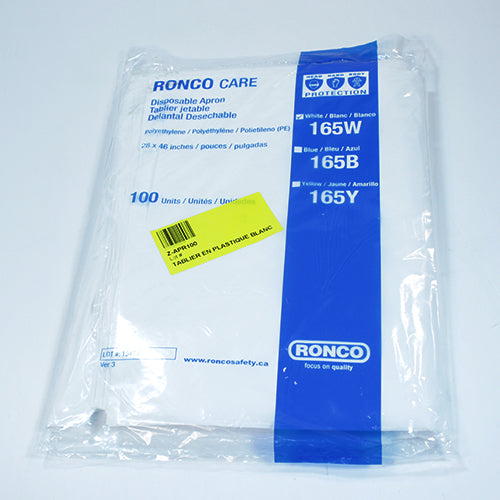 RONCO CARE
Disposable Apron
Tablier jetable
Delantal Desechable
polyethylene / Polyéthylène / Polietileno (PE)
28 x 46 inches / pouces / pulgadas
100 Units / Unités / Unidades
HEAD HAND BODY
PROTECTION
White / Blanc / Blanco
165W
Blue / Bleu / Azul
165B
Yellow / Jaune / Amarillo
165Y
Z-APR100
Lot #
TABLIER EN PLASTIQUE BLANC
LOT #:
Ver 3
www.roncosafety.ca
RONCO
focus on quality